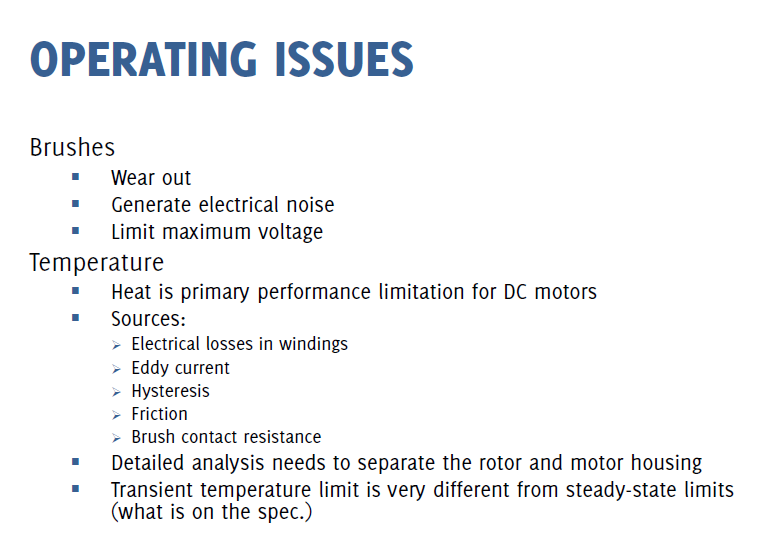 OPERATING ISSUES
Brushes
Wear out
Generate electrical noise
Limit maximum voltage
Temperature
Heat is primary performance limitation for DC motors
Sources:
Electrical losses in windings
Eddy current
Hysteresis
Friction
Brush contact resistance
Detailed analysis needs to separate the rotor and motor housing
Transient temperature limit is very different from steady-state limits
(what is on the spec.)